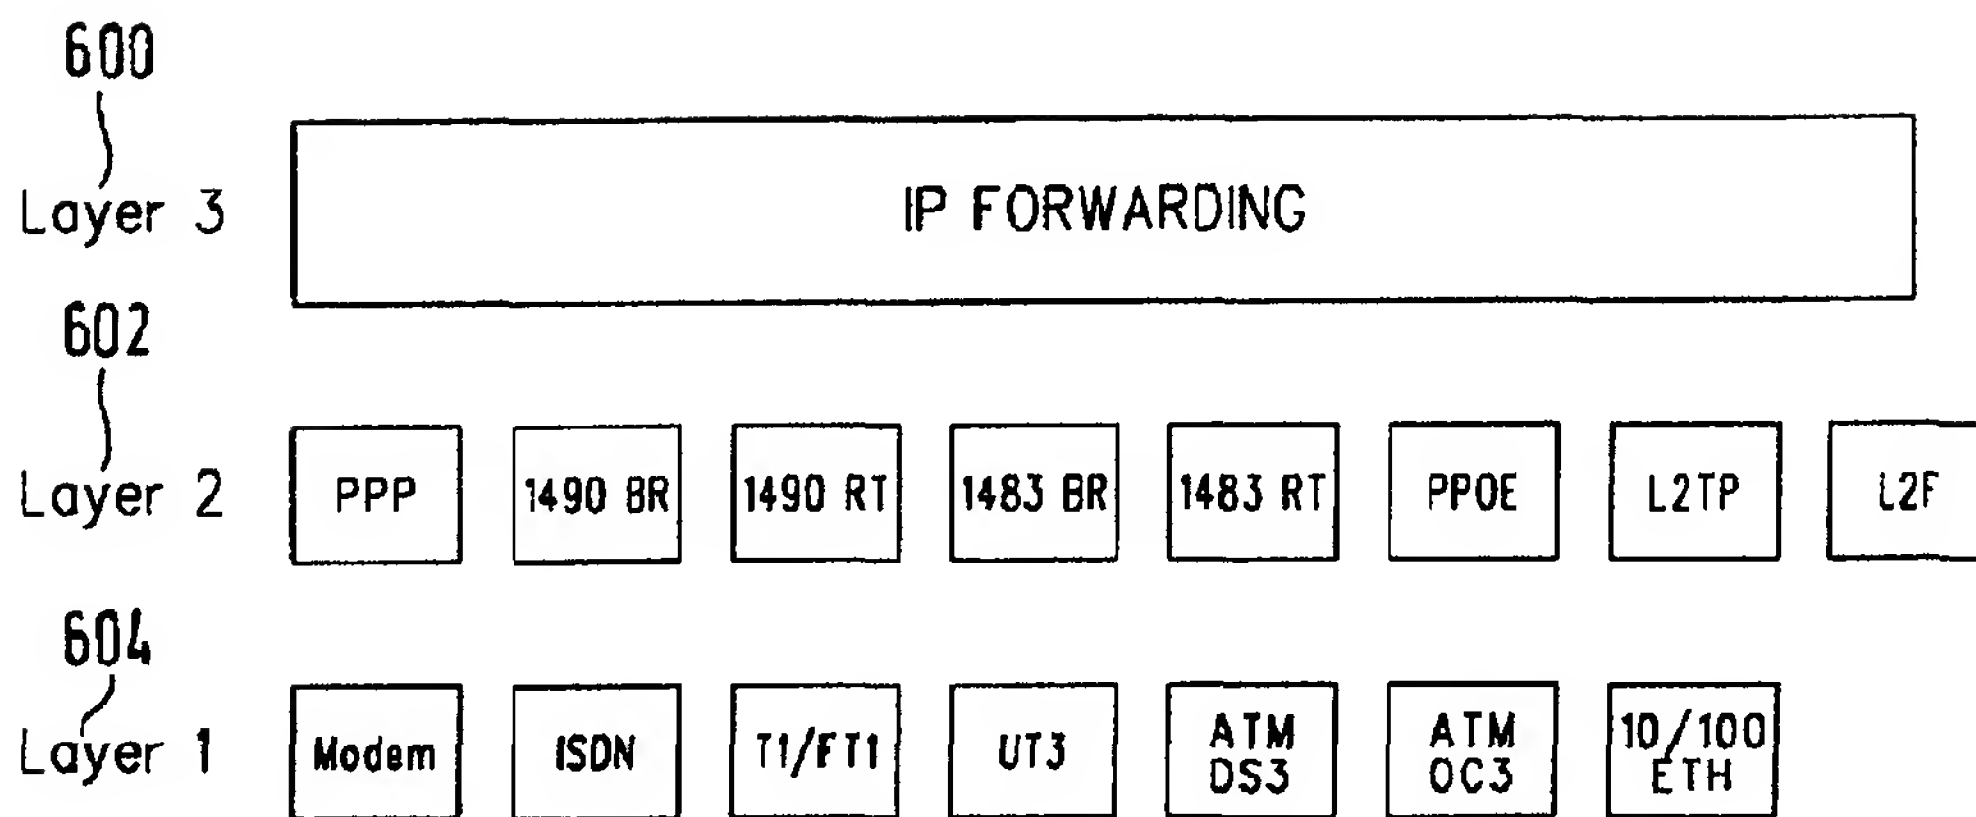 600
Layer 3
IP FORWARDING
602
Layer 2
PPP
1490 BR
1490 RT
1483 BR
1483 RT
PPOE
L2TP
L2F
604
Layer 1
Modem
ISDN
T1/FT1
UT3
ATM
DS3
ATM
OC3
10/100
ETH